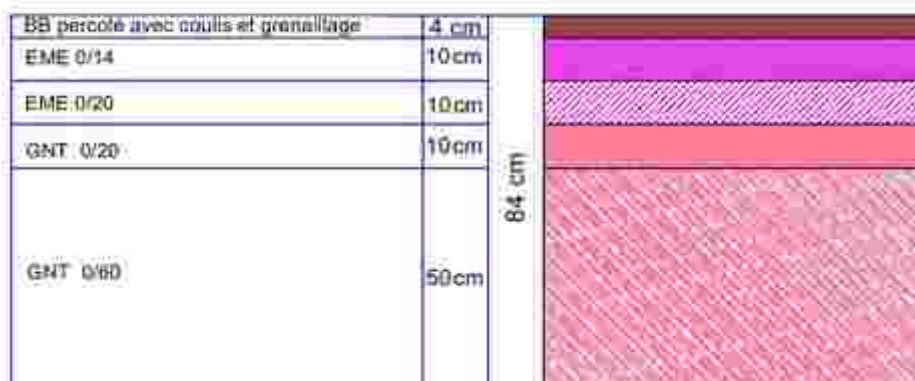 BB percolé avec coulis et grenaillage 4 cm
EME 0/14 10cm
EME 0/20 10cm
GNT 0/20 10cm
84 cm
GNT 0/60 50cm